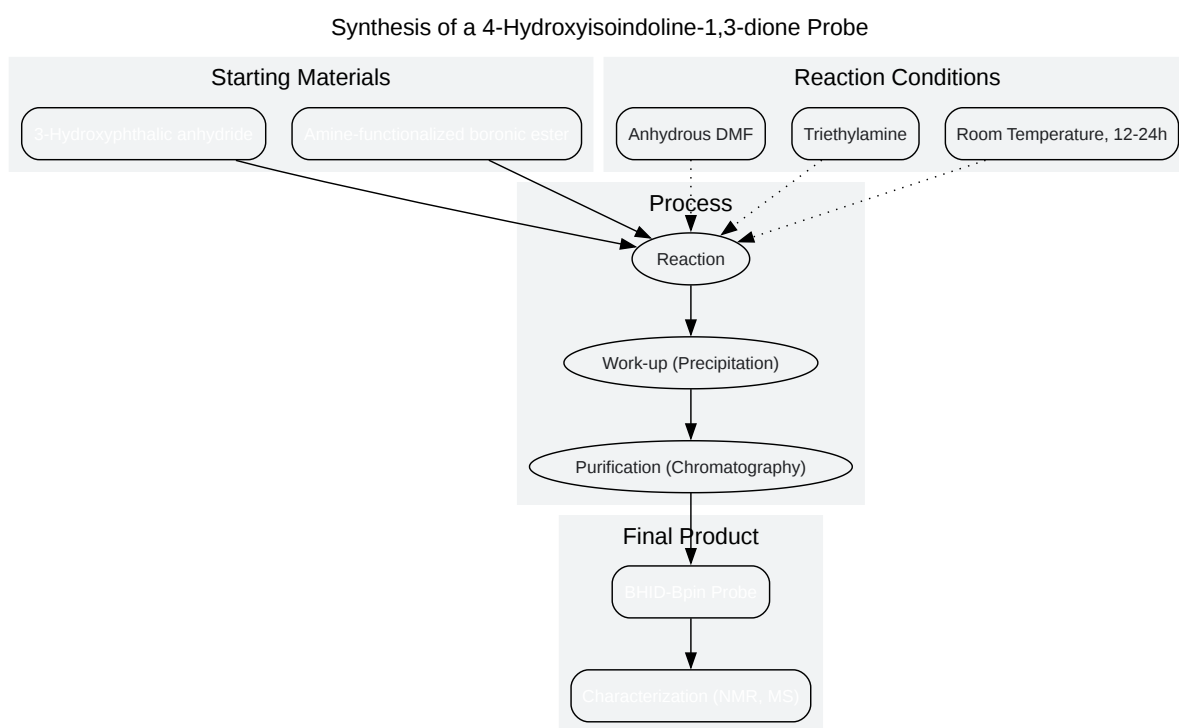 Synthesis of a 4-Hydroxyisoindoline-1,3-dione Probe
Starting Materials
Reaction Conditions
3-Hydroxyphthalic anhydride
Amine-functionalized boronic ester
Anhydrous DMF
Triethylamine
Room Temperature, 12-24h
Process
Reaction
Work-up (Precipitation)
Purification (Chromatography)
Final Product
BHID-Bpin Probe
Characterization (NMR, MS)